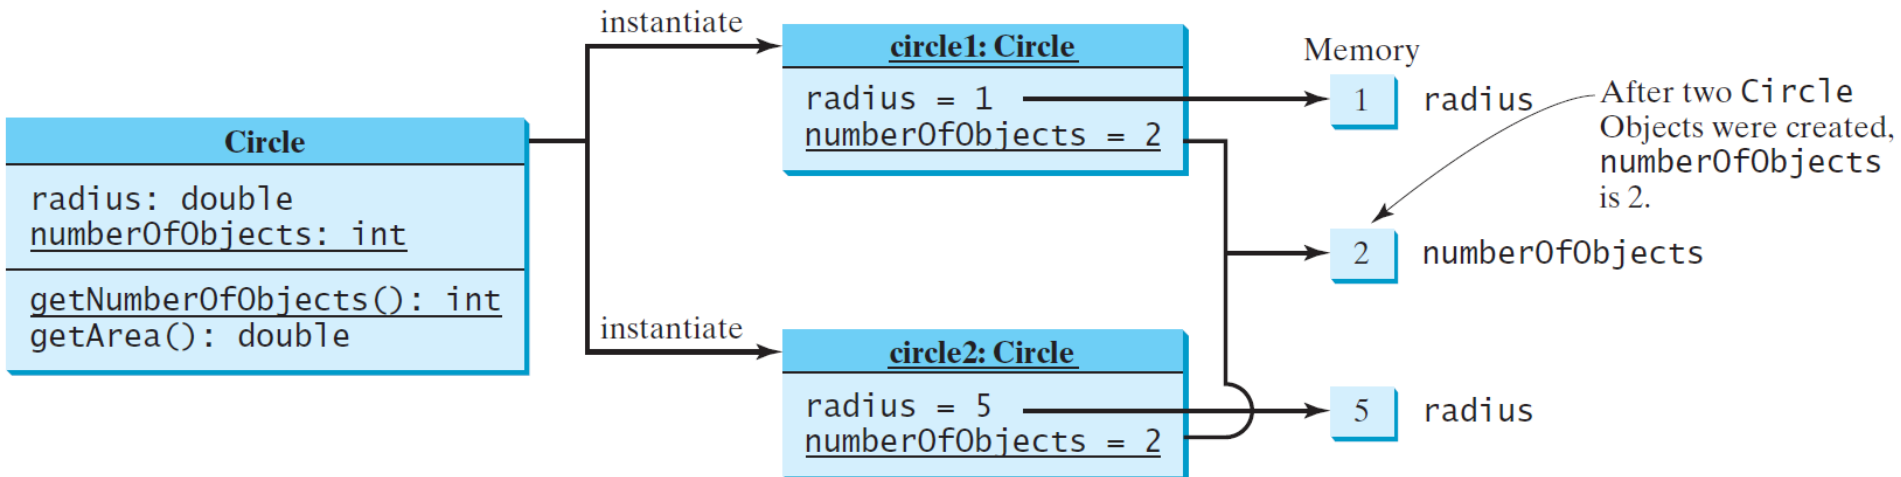 Circle
radius: double
numberOfObjects: int
getNumberOfObjects(): int
getArea(): double
instantiate
instantiate
circle1: Circle
radius = 1
numberOfObjects = 2
circle2: Circle
radius = 5
numberOfObjects = 2
Memory
1 radius
2 numberOfObjects
5 radius
After two Circle
Objects were created,
numberOfObjects
is 2.